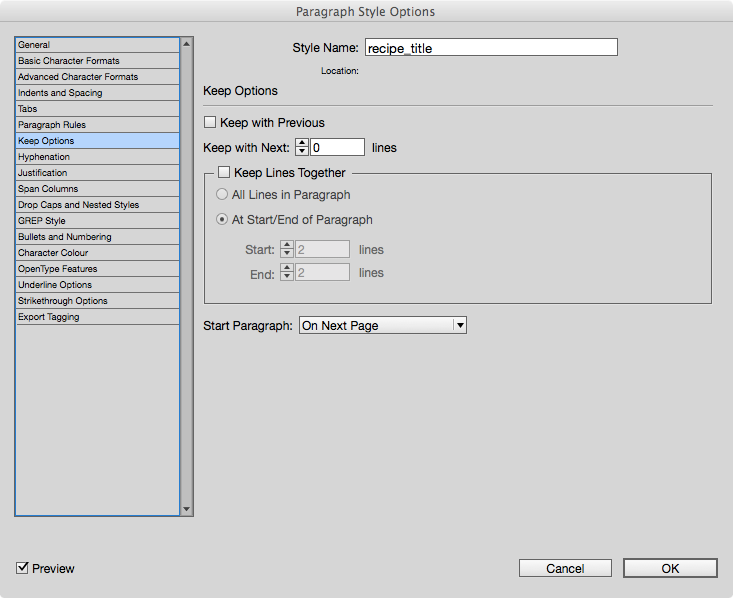 Paragraph Style Options
General
Basic Character Formats
Advanced Character Formats
Indents and Spacing
Tabs
Paragraph Rules
Keep Options
Hyphenation
Justification
Span Columns
Drop Caps and Nested Styles
GREP Style
Bullets and Numbering
Character Colour
OpenType Features
Underline Options
Strikethrough Options
Export Tagging
Style Name: recipe_title
Location:
Keep Options
Keep with Previous
Keep with Next: 0 lines
Keep Lines Together
All Lines in Paragraph
At Start/End of Paragraph
Start: 2 lines
End: 2 lines
Start Paragraph: On Next Page
Preview
Cancel
OK